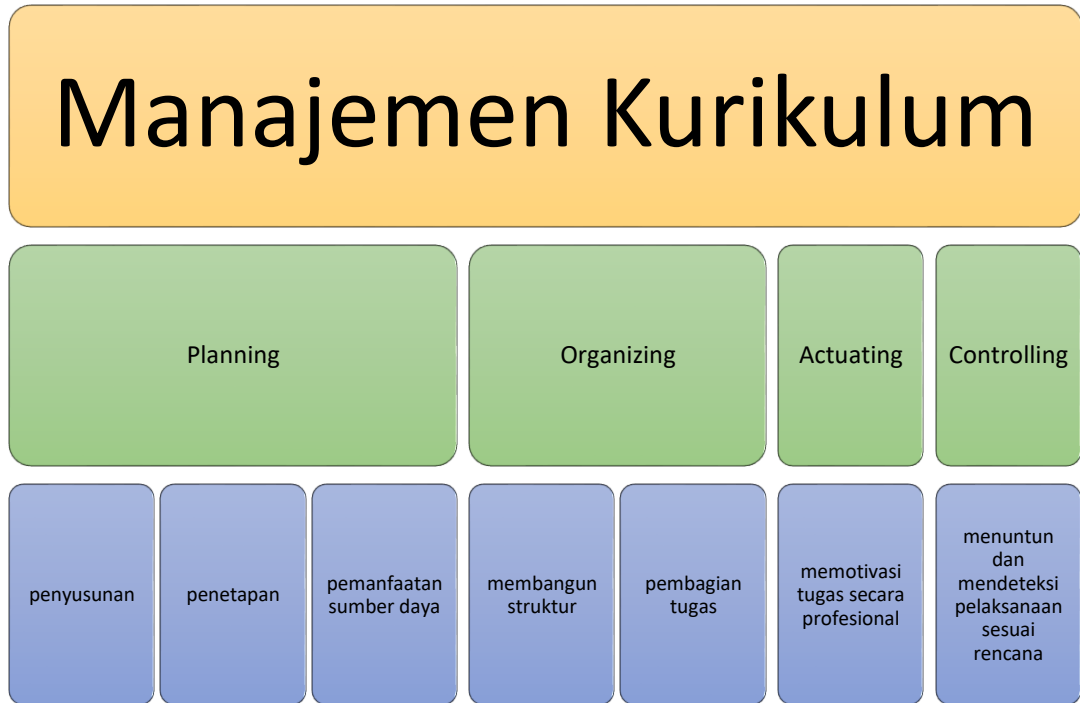 Manajemen Kurikulum
Planning
Organizing
Actuating
Controlling
penyusunan
penetapan
pemanfaatan
sumber daya
membangun
struktur
pembagian
tugas
memotivasi
tugas secara
profesional
menuntun
dan
mendeteksi
pelaksanaan
sesuai
rencana